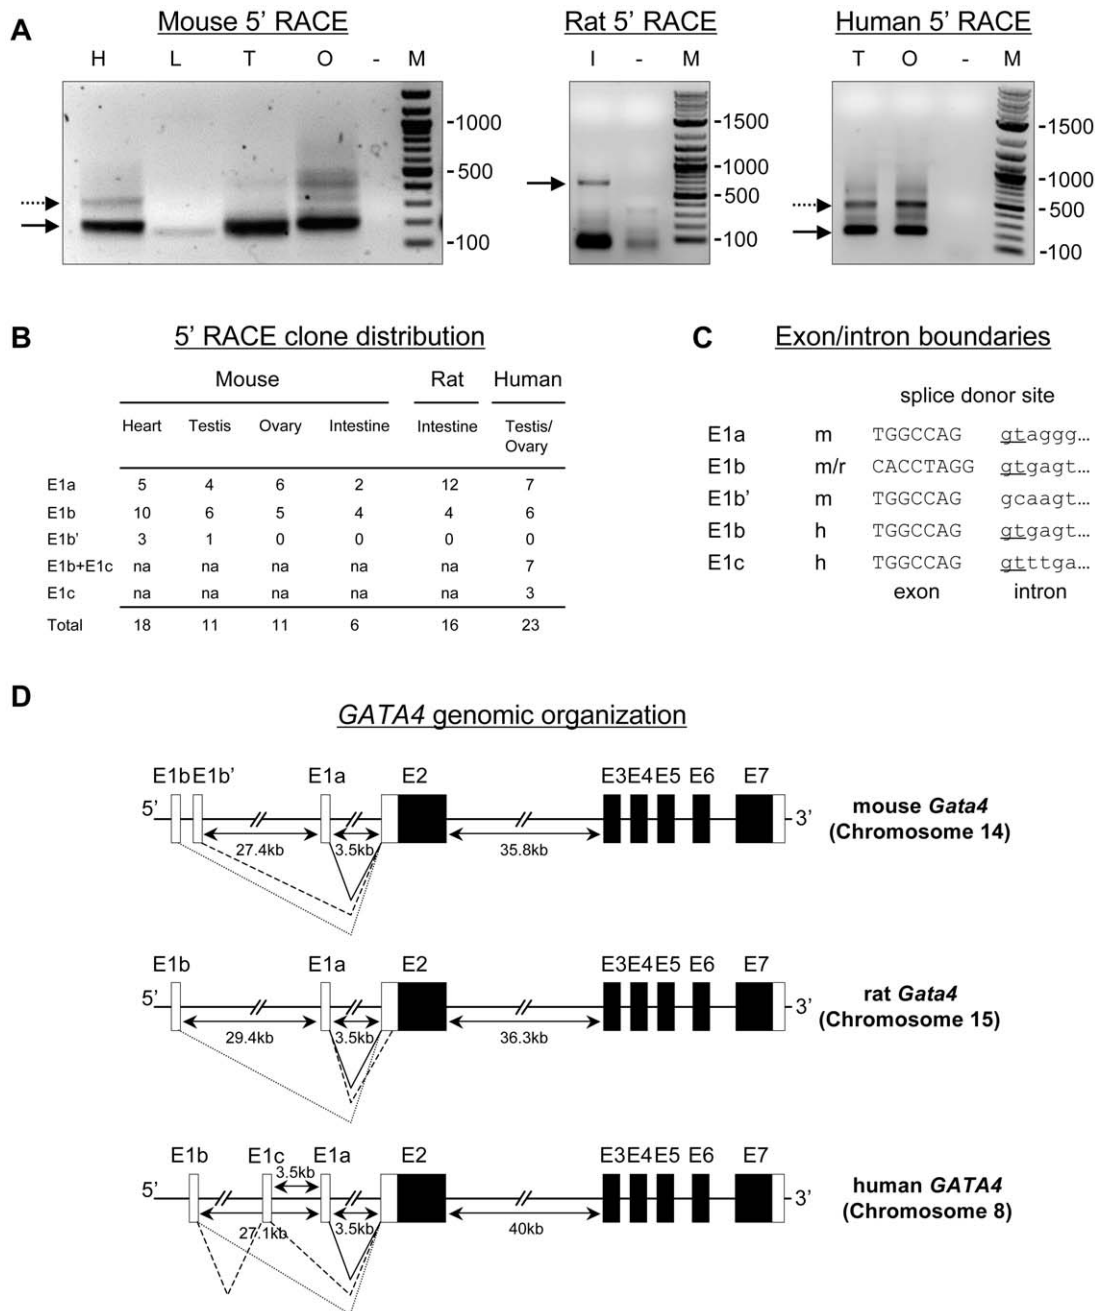 A
Mouse 5’ RACE
Rat 5’ RACE
Human 5’ RACE
H L T O - M
I - M
T O - M
-1000
-500
-100
-1500
-1000
-500
-100
-1500
-1000
-500
-100
B
5’ RACE clone distribution
Mouse Rat Human
Heart Testis Ovary Intestine Intestine Testis/
Ovary
E1a 5 4 6 2 12 7
E1b 10 6 5 4 4 6
E1b’ 3 1 0 0 0 0
E1b+E1c na na na na na 7
E1c na na na na na 3
Total 18 11 11 6 16 23
C
Exon/intron boundaries
splice donor site
E1a m TGGCCAG gtaggg…
E1b m/r CACCTAGG gtgagt…
E1b’ m TGGCCAG gcaagt…
E1b h TGGCCAG gtgagt…
E1c h TGGCCAG gtttga…
exon intron
D
GATA4 genomic organization
E1b E1b’ E1a E2 E3 E4 E5 E6 E7
5’ 3’
27.4kb 3.5kb 35.8kb
mouse Gata4
(Chromosome 14)
E1b E1a E2 E3 E4 E5 E6 E7
5’ 3’
29.4kb 3.5kb 36.3kb
rat Gata4
(Chromosome 15)
E1b E1c E1a E2 E3 E4 E5 E6 E7
3.5kb
5’ 3’
27.1kb 3.5kb 40kb
human GATA4
(Chromosome 8)